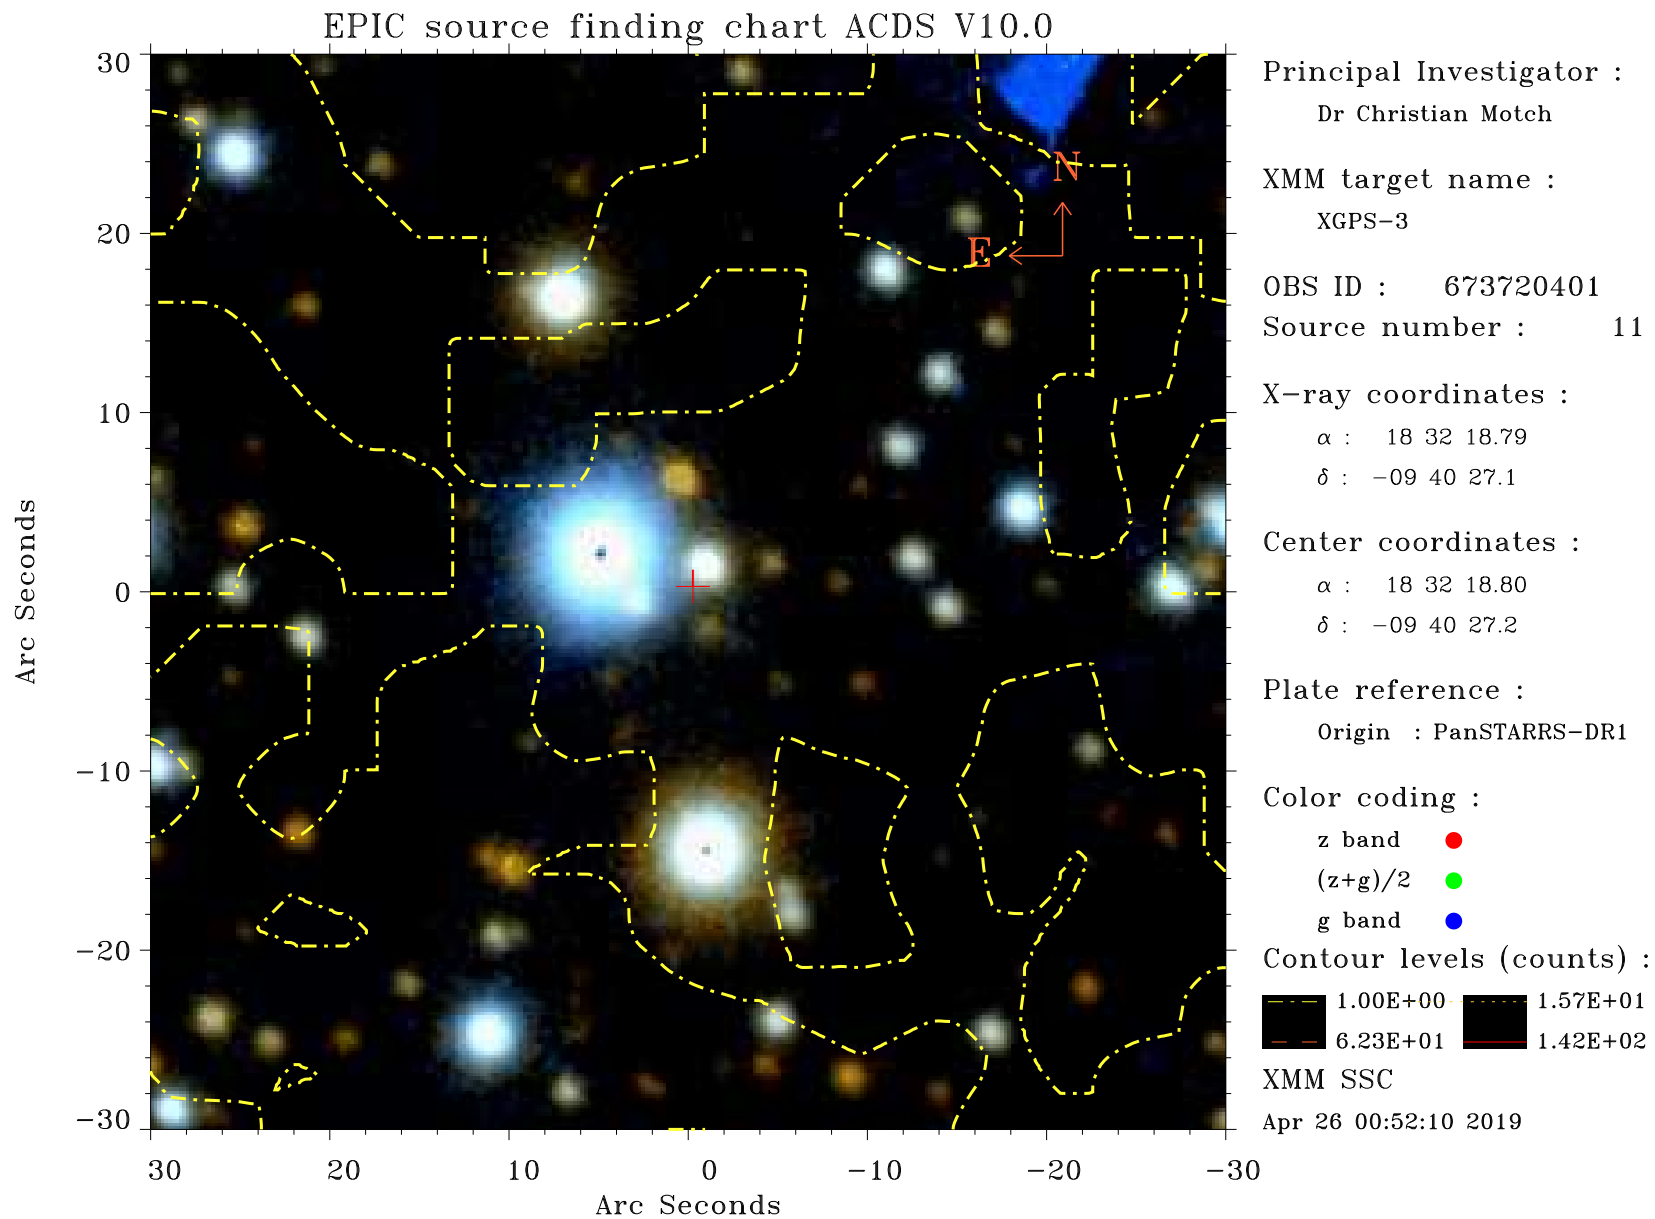 EPIC source finding chart ACDS V10.0
30
20
10
0
-10
-20
-30
Arc Seconds
30
20
10
0
-10
-20
-30
Arc Seconds
N
E
Principal Investigator :
Dr Christian Motch
XMM target name :
XGPS-3
OBS ID : 673720401
Source number : 11
X-ray coordinates :
α : 18 32 18.79
δ : -09 40 27.1
Center coordinates :
α : 18 32 18.80
δ : -09 40 27.2
Plate reference :
Origin : PanSTARRS-DR1
Color coding :
z band
(z+g)/2
g band
Contour levels (counts) :
1.00E+00 1.57E+01
6.23E+01 1.42E+02
XMM SSC
Apr 26 00:52:10 2019